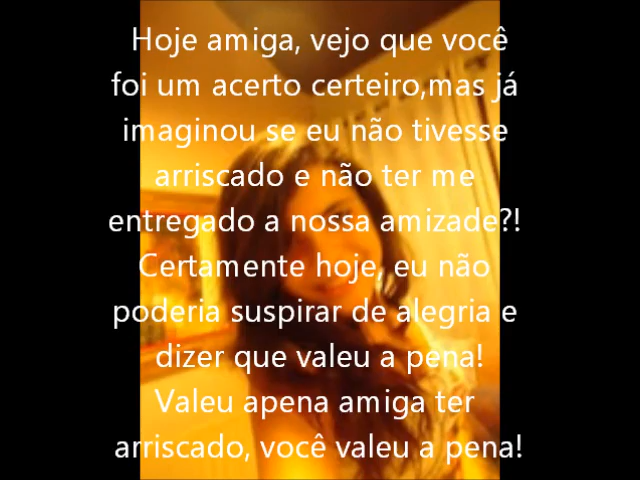 Hoje amiga, vejo que você
foi um acerto certeiro,mas já
imaginou se eu não tivesse
arriscado e não ter me
entregado a nossa amizade?!
Certamente hoje, eu não
poderia suspirar de alegria e
dizer que valeu a pena!
Valeu apena amiga ter
arriscado, você valeu a pena!